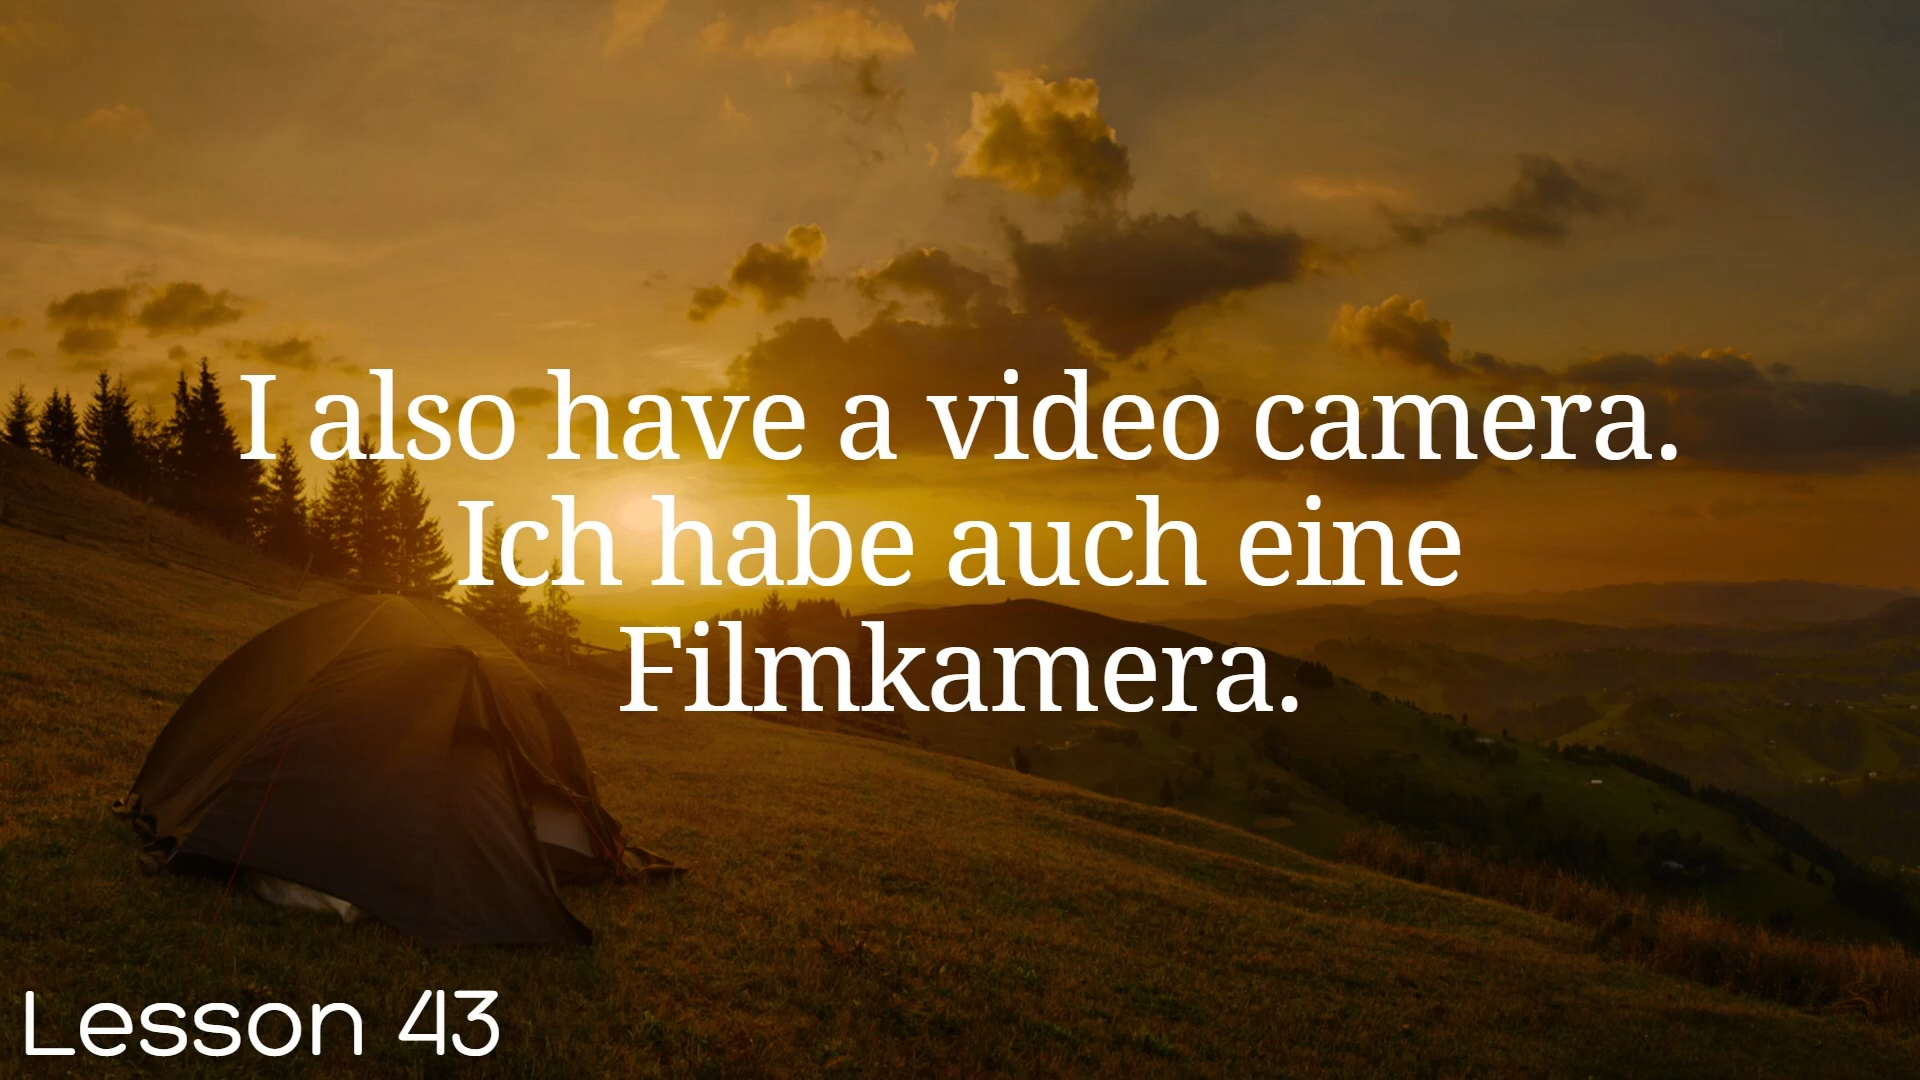 I also have a video camera.
Ich habe auch eine
Filmkamera.
Lesson 43